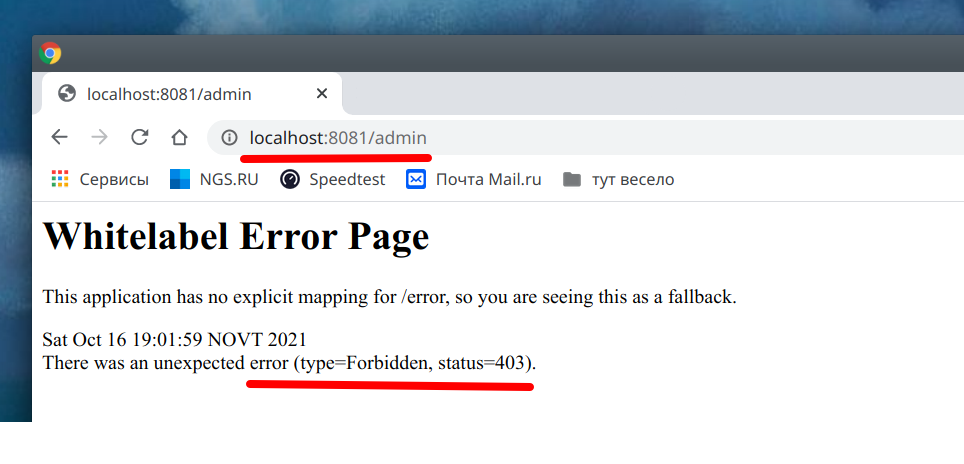 localhost:8081/admin
localhost:8081/admin
Сервисы NGS.RU Speedtest Почта Mail.ru тут весело
Whitelabel Error Page
This application has no explicit mapping for /error, so you are seeing this as a fallback.
Sat Oct 16 19:01:59 NOVT 2021
There was an unexpected error (type=Forbidden, status=403).